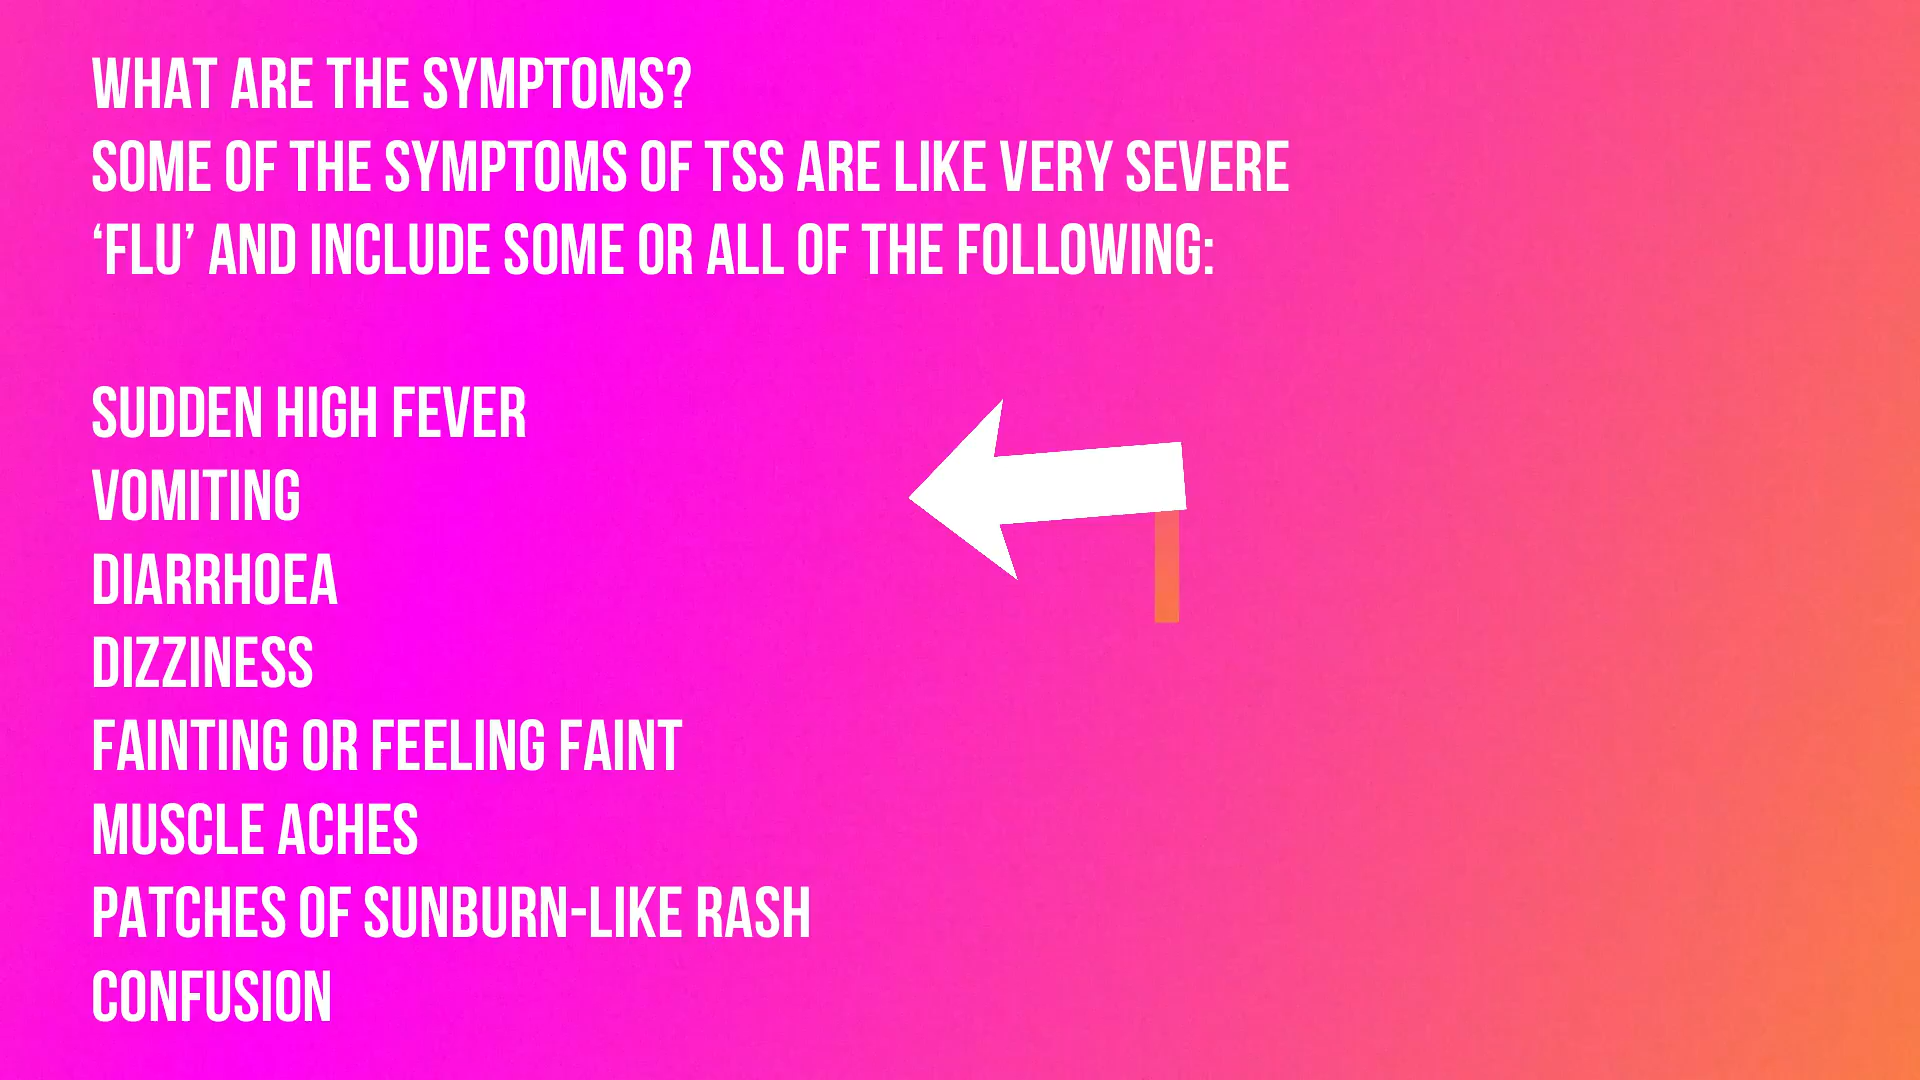 WHAT ARE THE SYMPTOMS?
SOME OF THE SYMPTOMS OF TSS ARE LIKE VERY SEVERE
‘FLU’ AND INCLUDE SOME OR ALL OF THE FOLLOWING:
SUDDEN HIGH FEVER
VOMITING
DIARRHOEA
DIZZINESS
FAINTING OR FEELING FAINT
MUSCLE ACHES
PATCHES OF SUNBURN-LIKE RASH
CONFUSION